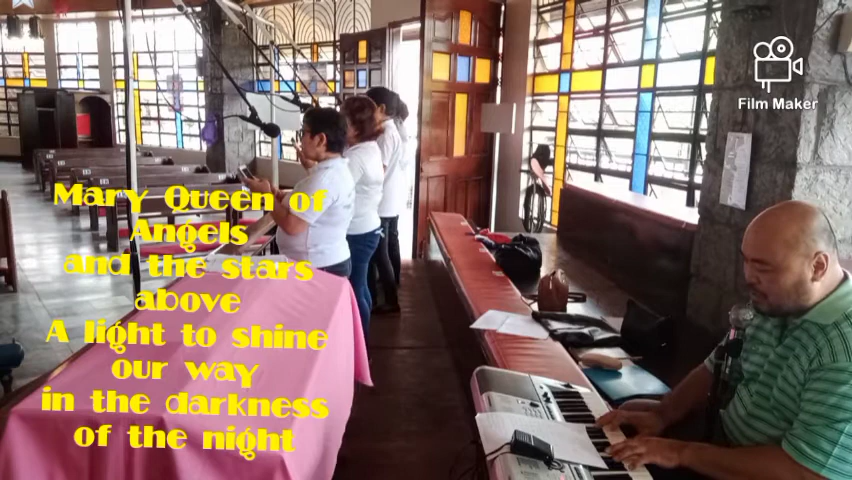 Film Maker
Mary Queen of
Angels
and the stars
above
A light to shine
our way
in the darkness
of the night